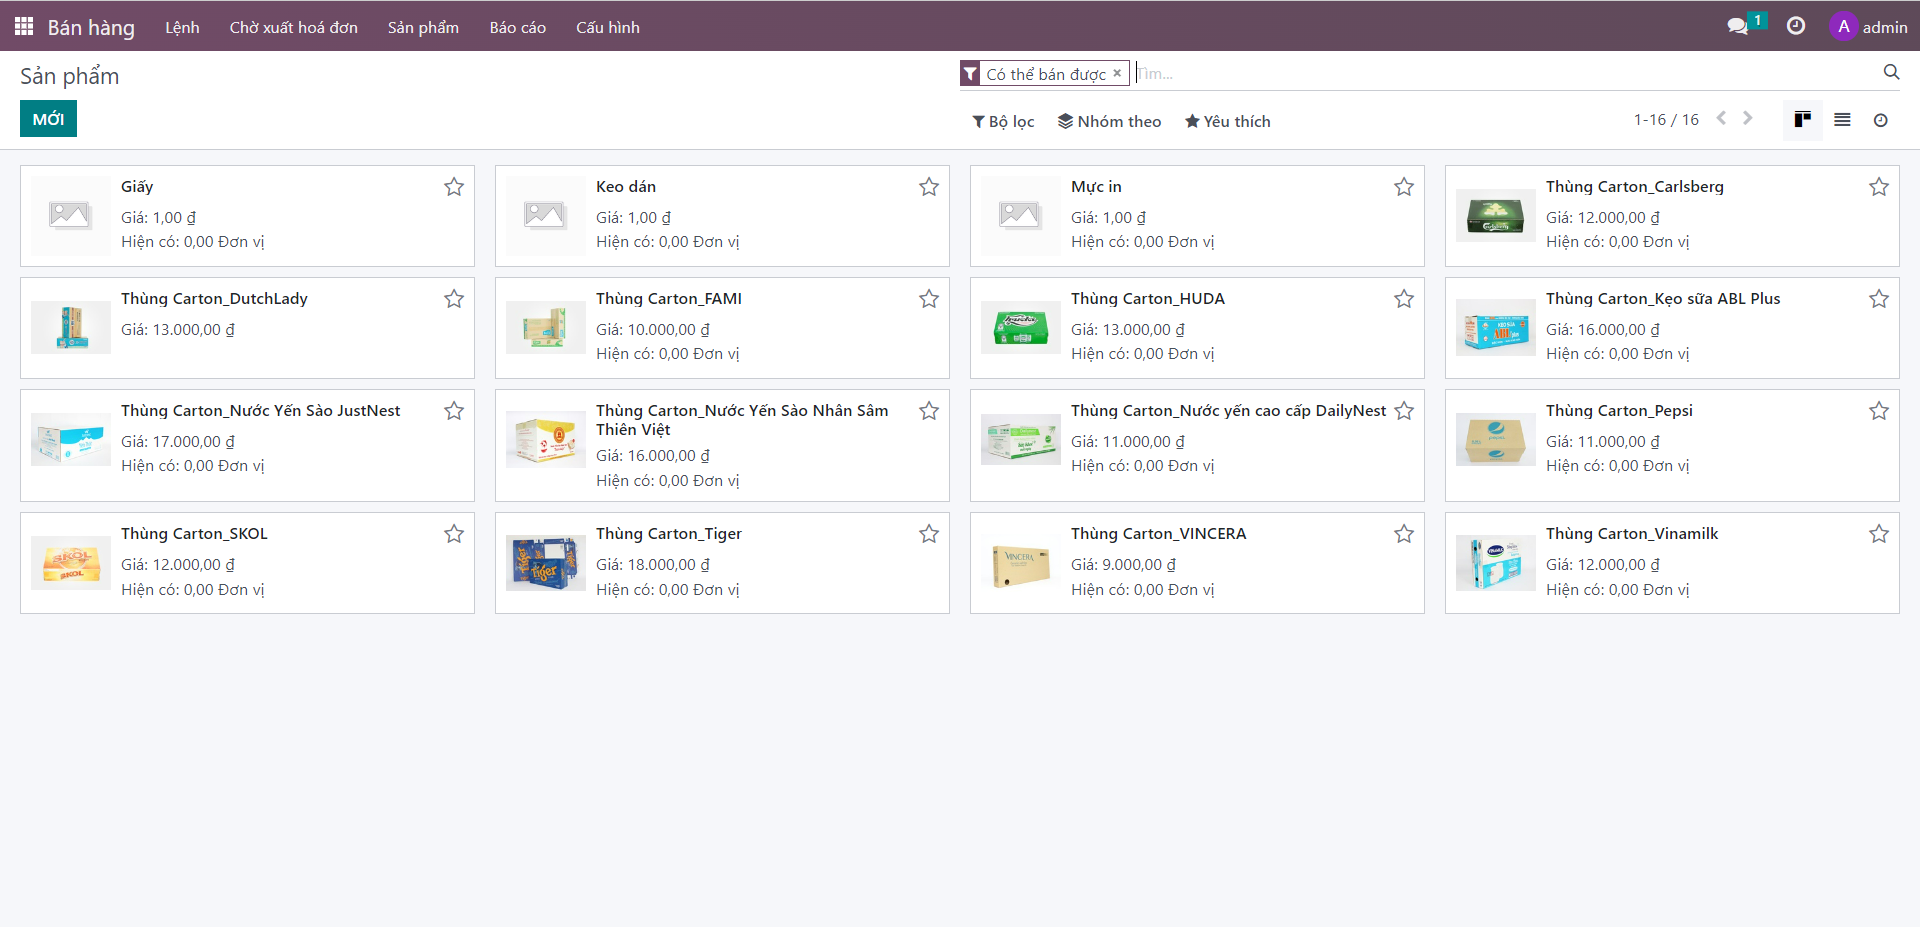 Bán hàng Lệnh Chờ xuất hoá đơn Sản phẩm Báo cáo Cấu hình 1 A admin
Sản phẩm Có thể bán được × Tìm...
MỚI Bộ lọc Nhóm theo Yêu thích 1-16 / 16
Giấy
Giá: 1,00 ₫
Hiện có: 0,00 Đơn vị
Keo dán
Giá: 1,00 ₫
Hiện có: 0,00 Đơn vị
Mực in
Giá: 1,00 ₫
Hiện có: 0,00 Đơn vị
Thùng Carton_Carlsberg
Giá: 12.000,00 ₫
Hiện có: 0,00 Đơn vị
Thùng Carton_DutchLady
Giá: 13.000,00 ₫
Thùng Carton_FAMI
Giá: 10.000,00 ₫
Hiện có: 0,00 Đơn vị
Thùng Carton_HUDA
Giá: 13.000,00 ₫
Hiện có: 0,00 Đơn vị
Thùng Carton_Kẹo sữa ABL Plus
Giá: 16.000,00 ₫
Hiện có: 0,00 Đơn vị
Thùng Carton_Nước Yến Sào JustNest
Giá: 17.000,00 ₫
Hiện có: 0,00 Đơn vị
Thùng Carton_Nước Yến Sào Nhân Sâm
Thiên Việt
Giá: 16.000,00 ₫
Hiện có: 0,00 Đơn vị
Thùng Carton_Nước yến cao cấp DailyNest
Giá: 11.000,00 ₫
Hiện có: 0,00 Đơn vị
Thùng Carton_Pepsi
Giá: 11.000,00 ₫
Hiện có: 0,00 Đơn vị
SKOL
SKOL
Thùng Carton_SKOL
Giá: 12.000,00 ₫
Hiện có: 0,00 Đơn vị
Tiger
Thùng Carton_Tiger
Giá: 18.000,00 ₫
Hiện có: 0,00 Đơn vị
VINCERA
Thùng Carton_VINCERA
Giá: 9.000,00 ₫
Hiện có: 0,00 Đơn vị
Thùng Carton_Vinamilk
Giá: 12.000,00 ₫
Hiện có: 0,00 Đơn vị